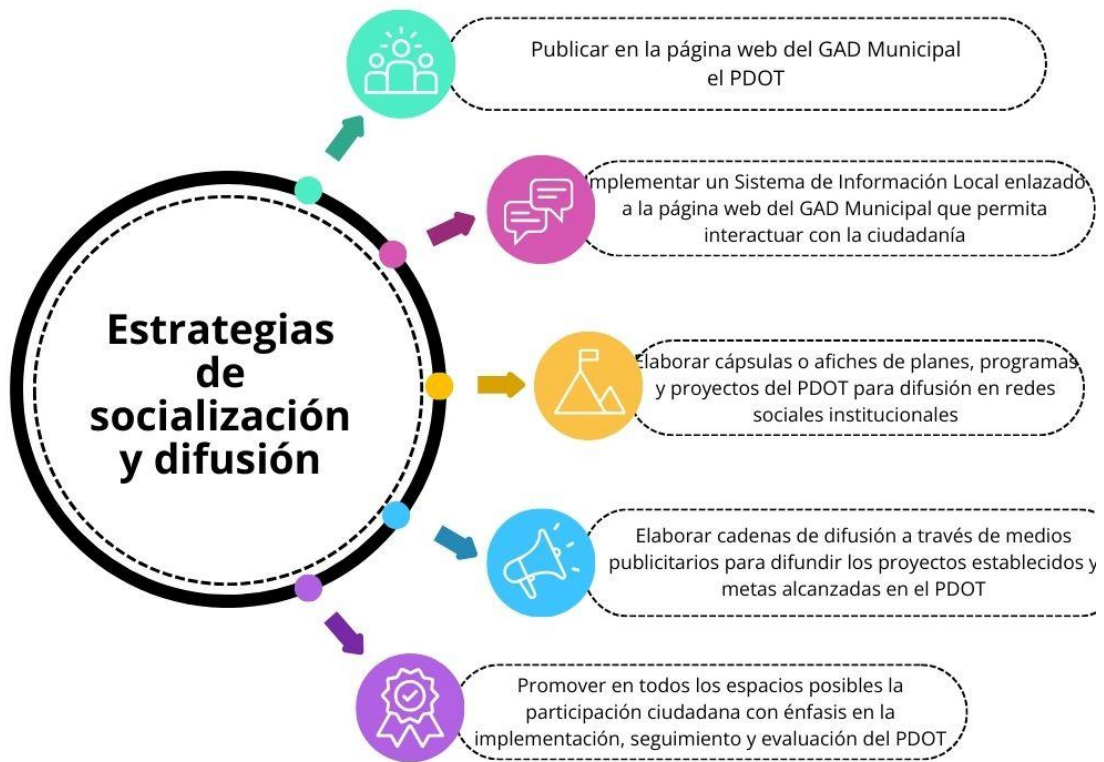 Publicar en la página web del GAD Municipal
el PDOT
Implementar un Sistema de Información Local enlazado
a la página web del GAD Municipal que permita
interactuar con la ciudadanía
Estrategias
de
socialización
y difusión
Elaborar cápsulas o afiches de planes, programas
y proyectos del PDOT para difusión en redes
sociales institucionales
Elaborar cadenas de difusión a través de medios
publicitarios para difundir los proyectos establecidos y
metas alcanzadas en el PDOT
Promover en todos los espacios posibles la
participación ciudadana con énfasis en la
implementación, seguimiento y evaluación del PDOT